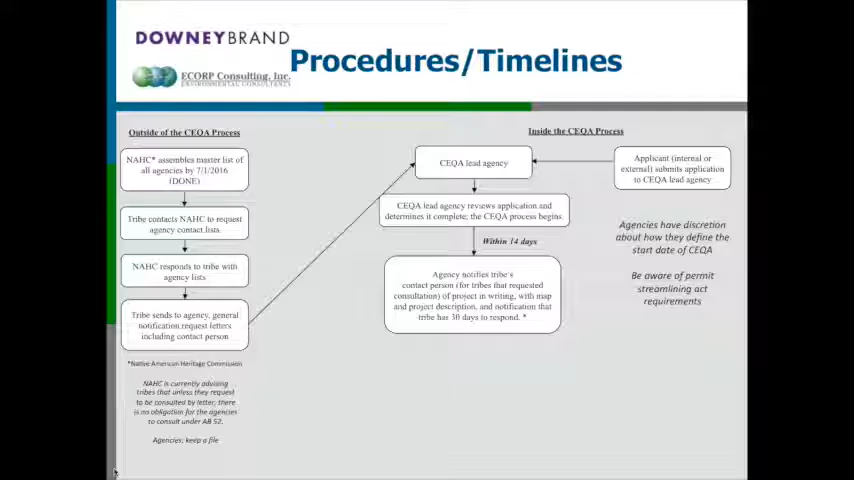 DOWNEYBRAND
ECORP Consulting, Inc.
ENVIRONMENTAL CONSULTANTS
Procedures/Timelines
Outside of the CEQA Process
NAHC* assembles master list of
all agencies by 7/1/2016
(DONE)
Tribe contacts NAHC to request
agency contact lists
NAHC responds to tribe with
agency lists
Tribe sends to agency, general
notification request letters
including contact person
*Native American Heritage Commission
NAHC is currently advising
tribes that unless they request
to be consulted by letter, there
is no obligation for the agencies
to consult under AB 52.
Agencies: keep a file
Inside the CEQA Process
CEQA lead agency
Applicant (internal or
external) submits application
to CEQA lead agency
CEQA lead agency reviews application and
determines it complete; the CEQA process begins.
Within 14 days
Agency notifies tribe's
contact person (for tribes that requested
consultation) of project in writing, with map
and project description, and notification that
tribe has 30 days to respond. *
Agencies have discretion
about how they define the
start date of CEQA
Be aware of permit
streamlining act
requirements